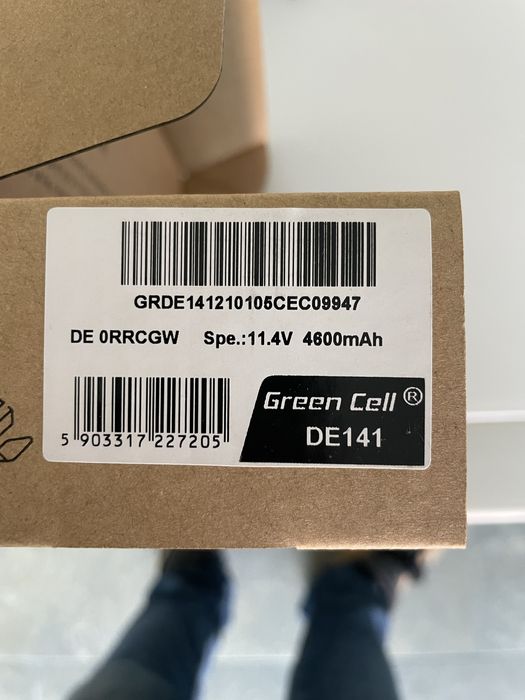 GRDE141210105CEC09947
DE 0RRCGW Spe.:11.4V 4600mAh
5 903317 227205
Green Cell®
DE141